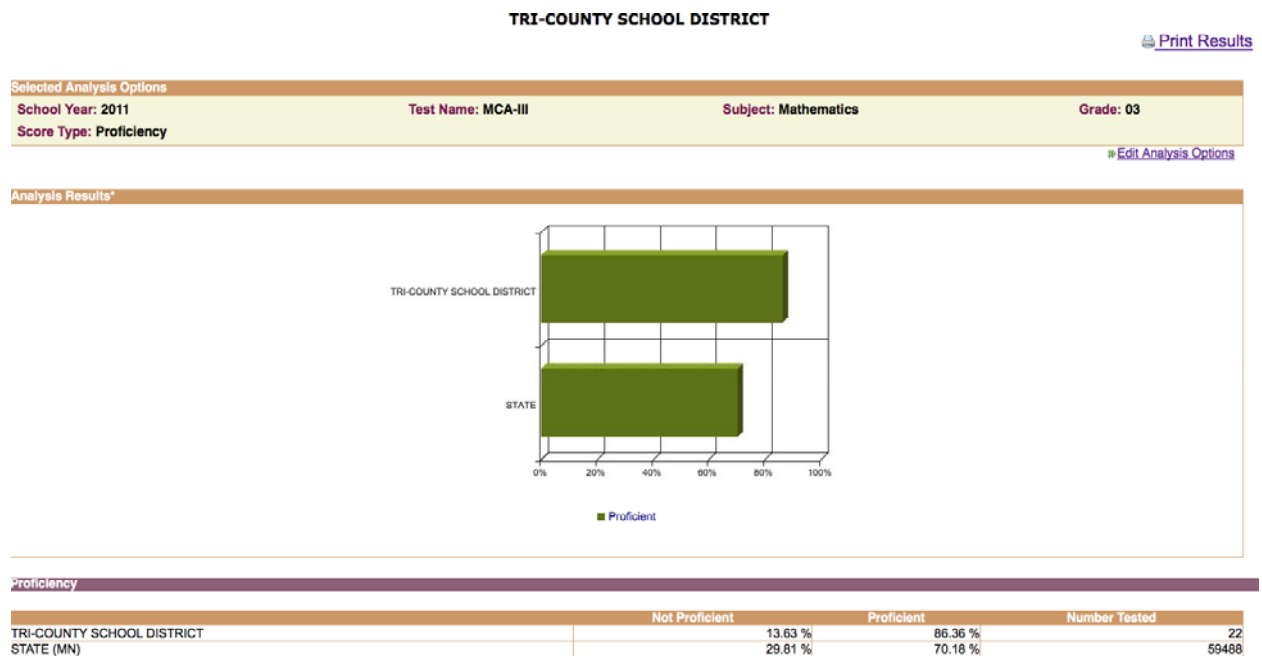 TRI-COUNTY SCHOOL DISTRICT
Print Results
Selected Analysis Options
School Year: 2011 Test Name: MCA-III Subject: Mathematics Grade: 03
Score Type: Proficiency
Edit Analysis Options
Analysis Results*
TRI-COUNTY SCHOOL DISTRICT
STATE
0% 20% 40% 60% 80% 100%
Proficient
Proficiency
Not Proficient Proficient Number Tested
TRI-COUNTY SCHOOL DISTRICT 13.63 % 86.36 % 22
STATE (MN) 29.81 % 70.18 % 59488